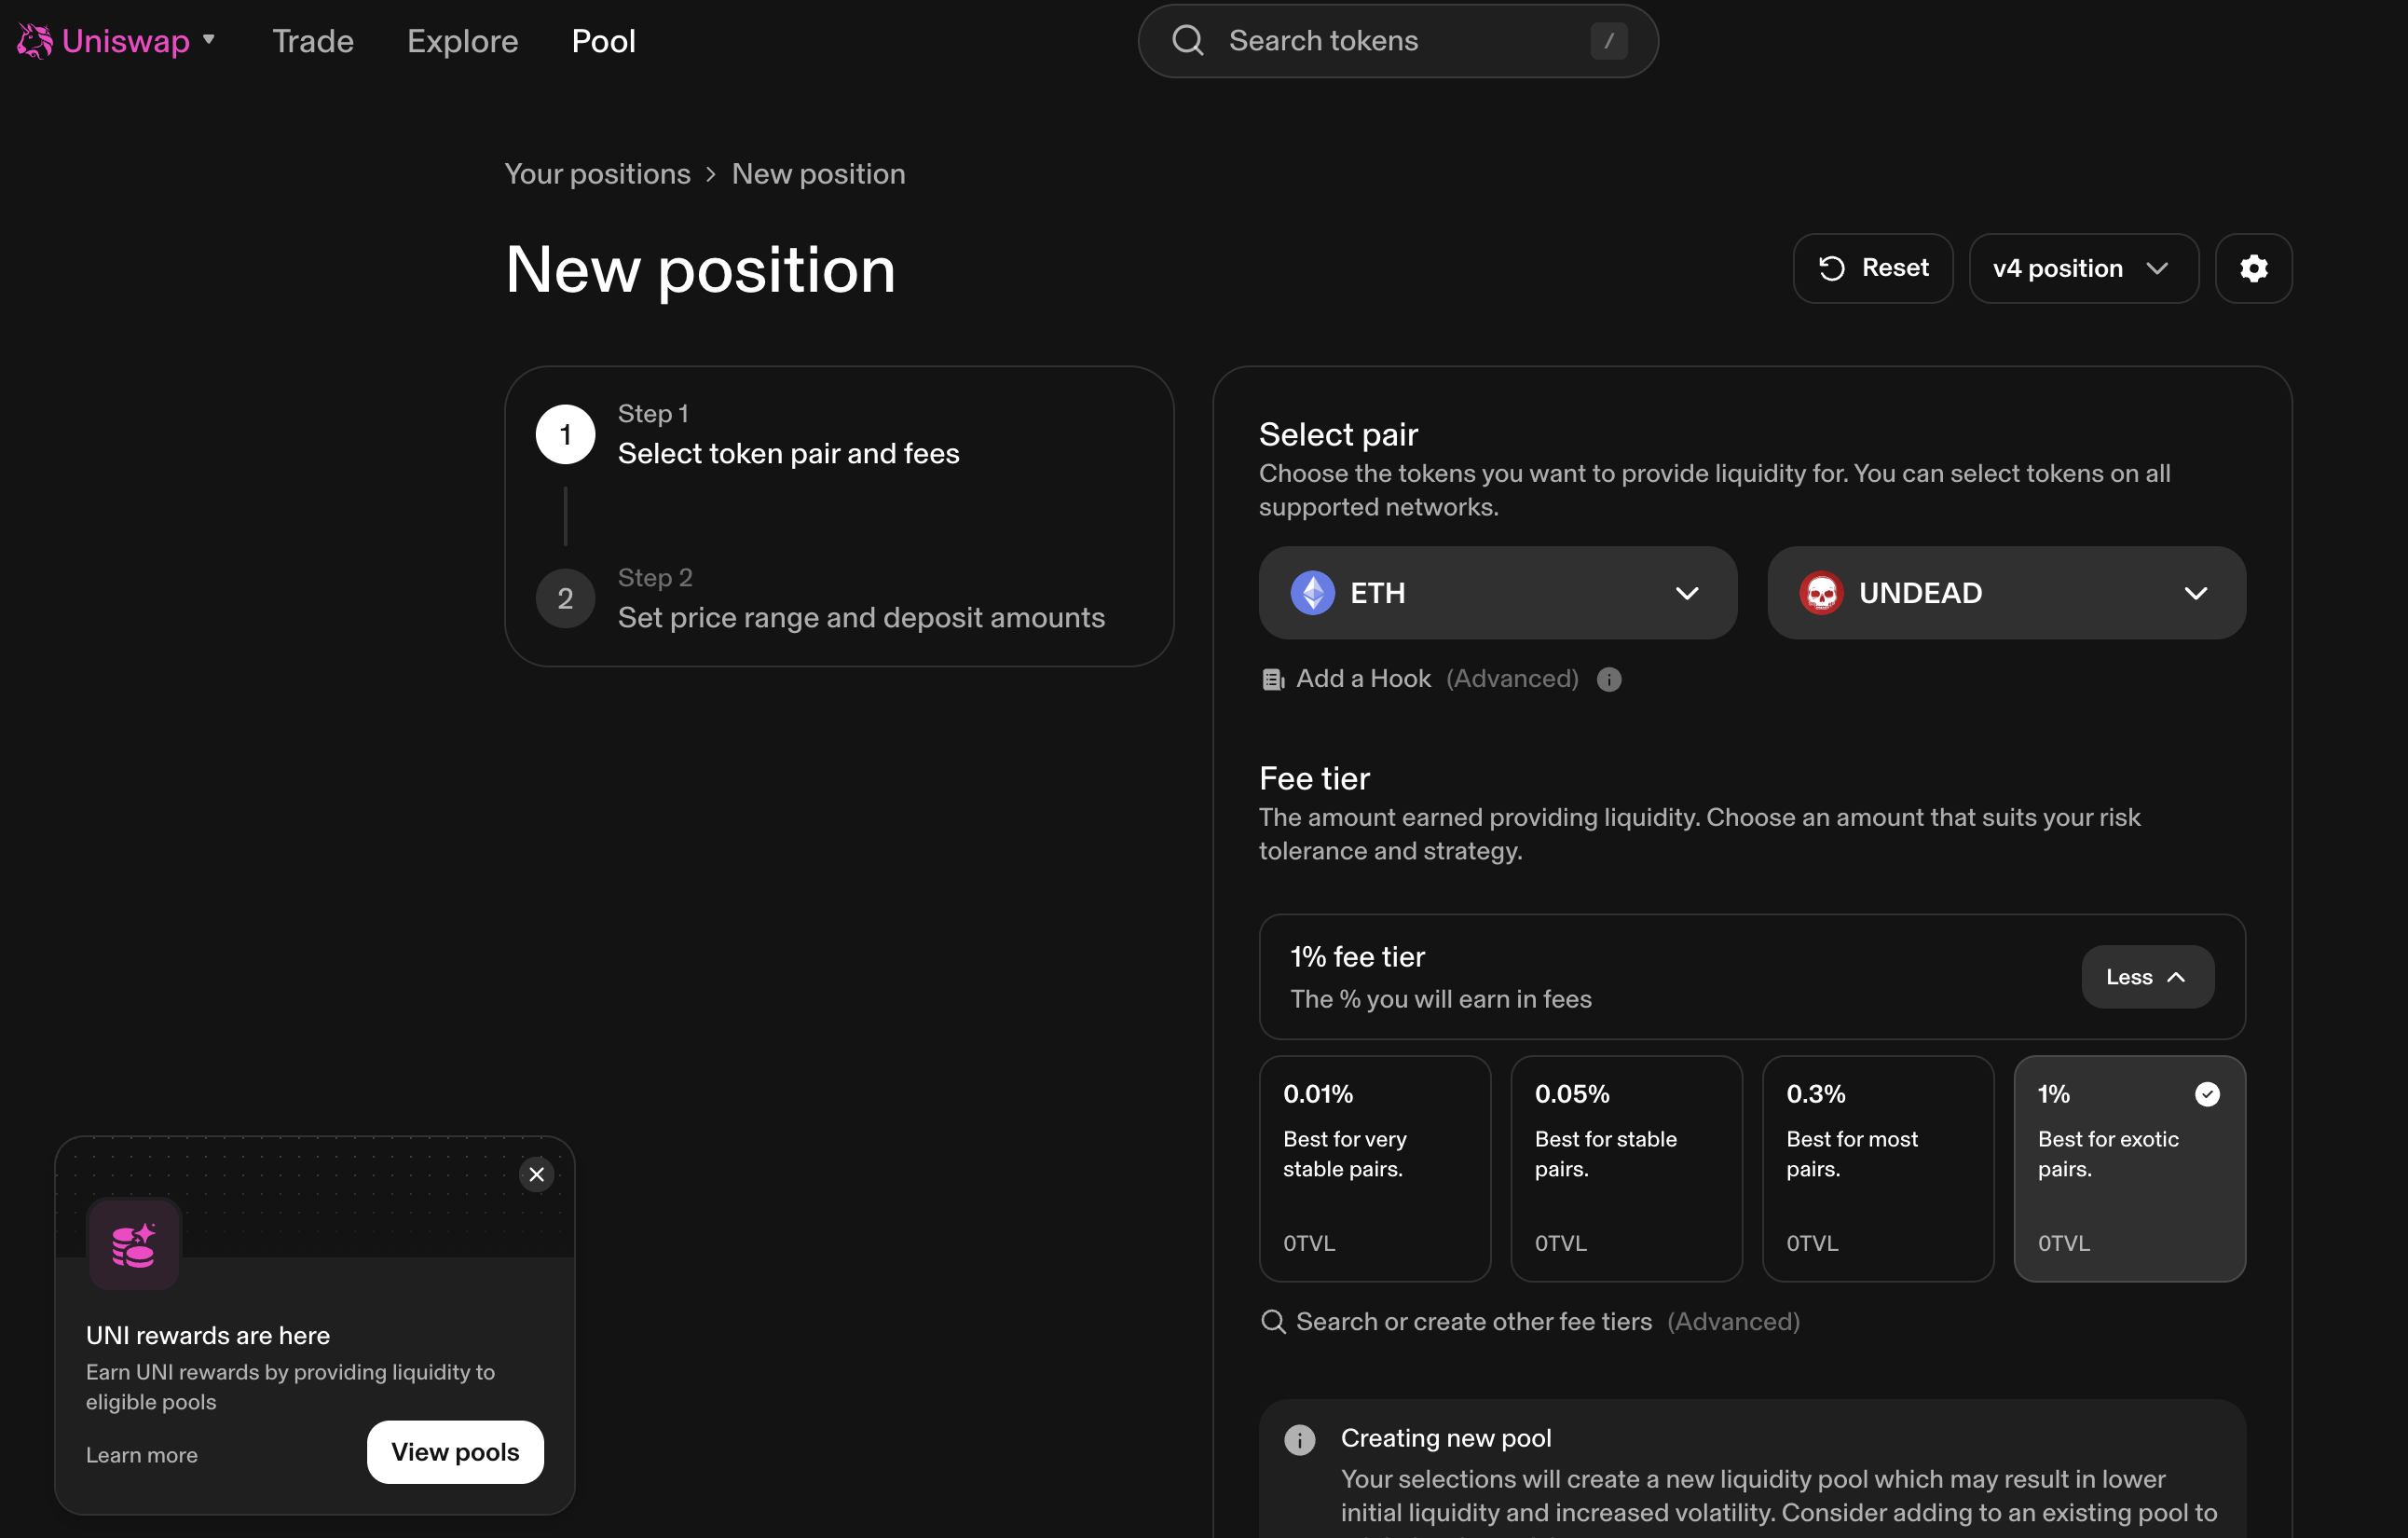 Uniswap
Trade
Explore
Pool
Search tokens
/
Your positions > New position
New position
Reset
v4 position
1
Step 1
Select token pair and fees
2
Step 2
Set price range and deposit amounts
Select pair
Choose the tokens you want to provide liquidity for. You can select tokens on all
supported networks.
ETH
UNDEAD
Add a Hook (Advanced)
Fee tier
The amount earned providing liquidity. Choose an amount that suits your risk
tolerance and strategy.
1% fee tier
The % you will earn in fees
Less
0.01%
Best for very
stable pairs.
0TVL
0.05%
Best for stable
pairs.
0TVL
0.3%
Best for most
pairs.
0TVL
1%
Best for exotic
pairs.
0TVL
Search or create other fee tiers (Advanced)
Creating new pool
Your selections will create a new liquidity pool which may result in lower
initial liquidity and increased volatility. Consider adding to an existing pool to
UNI rewards are here
Earn UNI rewards by providing liquidity to
eligible pools
Learn more
View pools